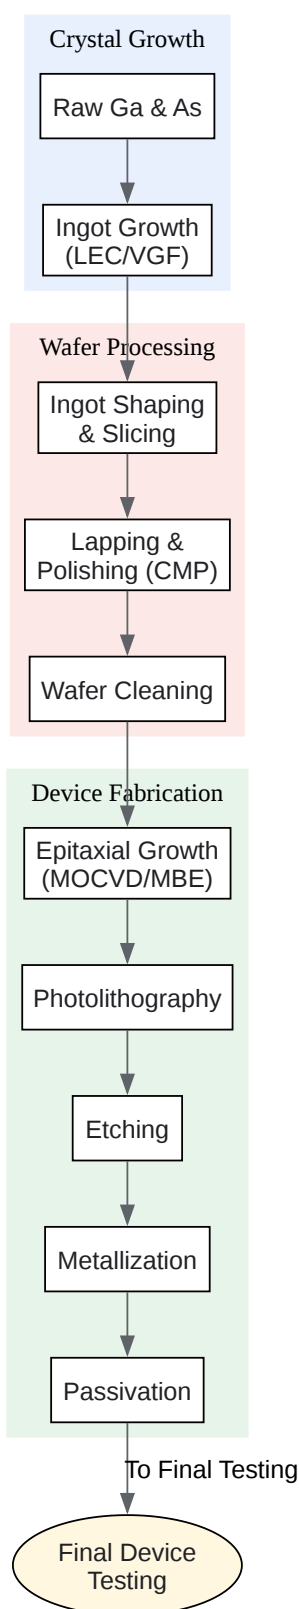 Crystal Growth
Raw Ga & As
Ingot Growth
(LEC/VGF)
Wafer Processing
Ingot Shaping
& Slicing
Lapping &
Polishing (CMP)
Wafer Cleaning
Device Fabrication
Epitaxial Growth
(MOCVD/MBE)
Photolithography
Etching
Metallization
Passivation
To Final Testing
Final Device
Testing